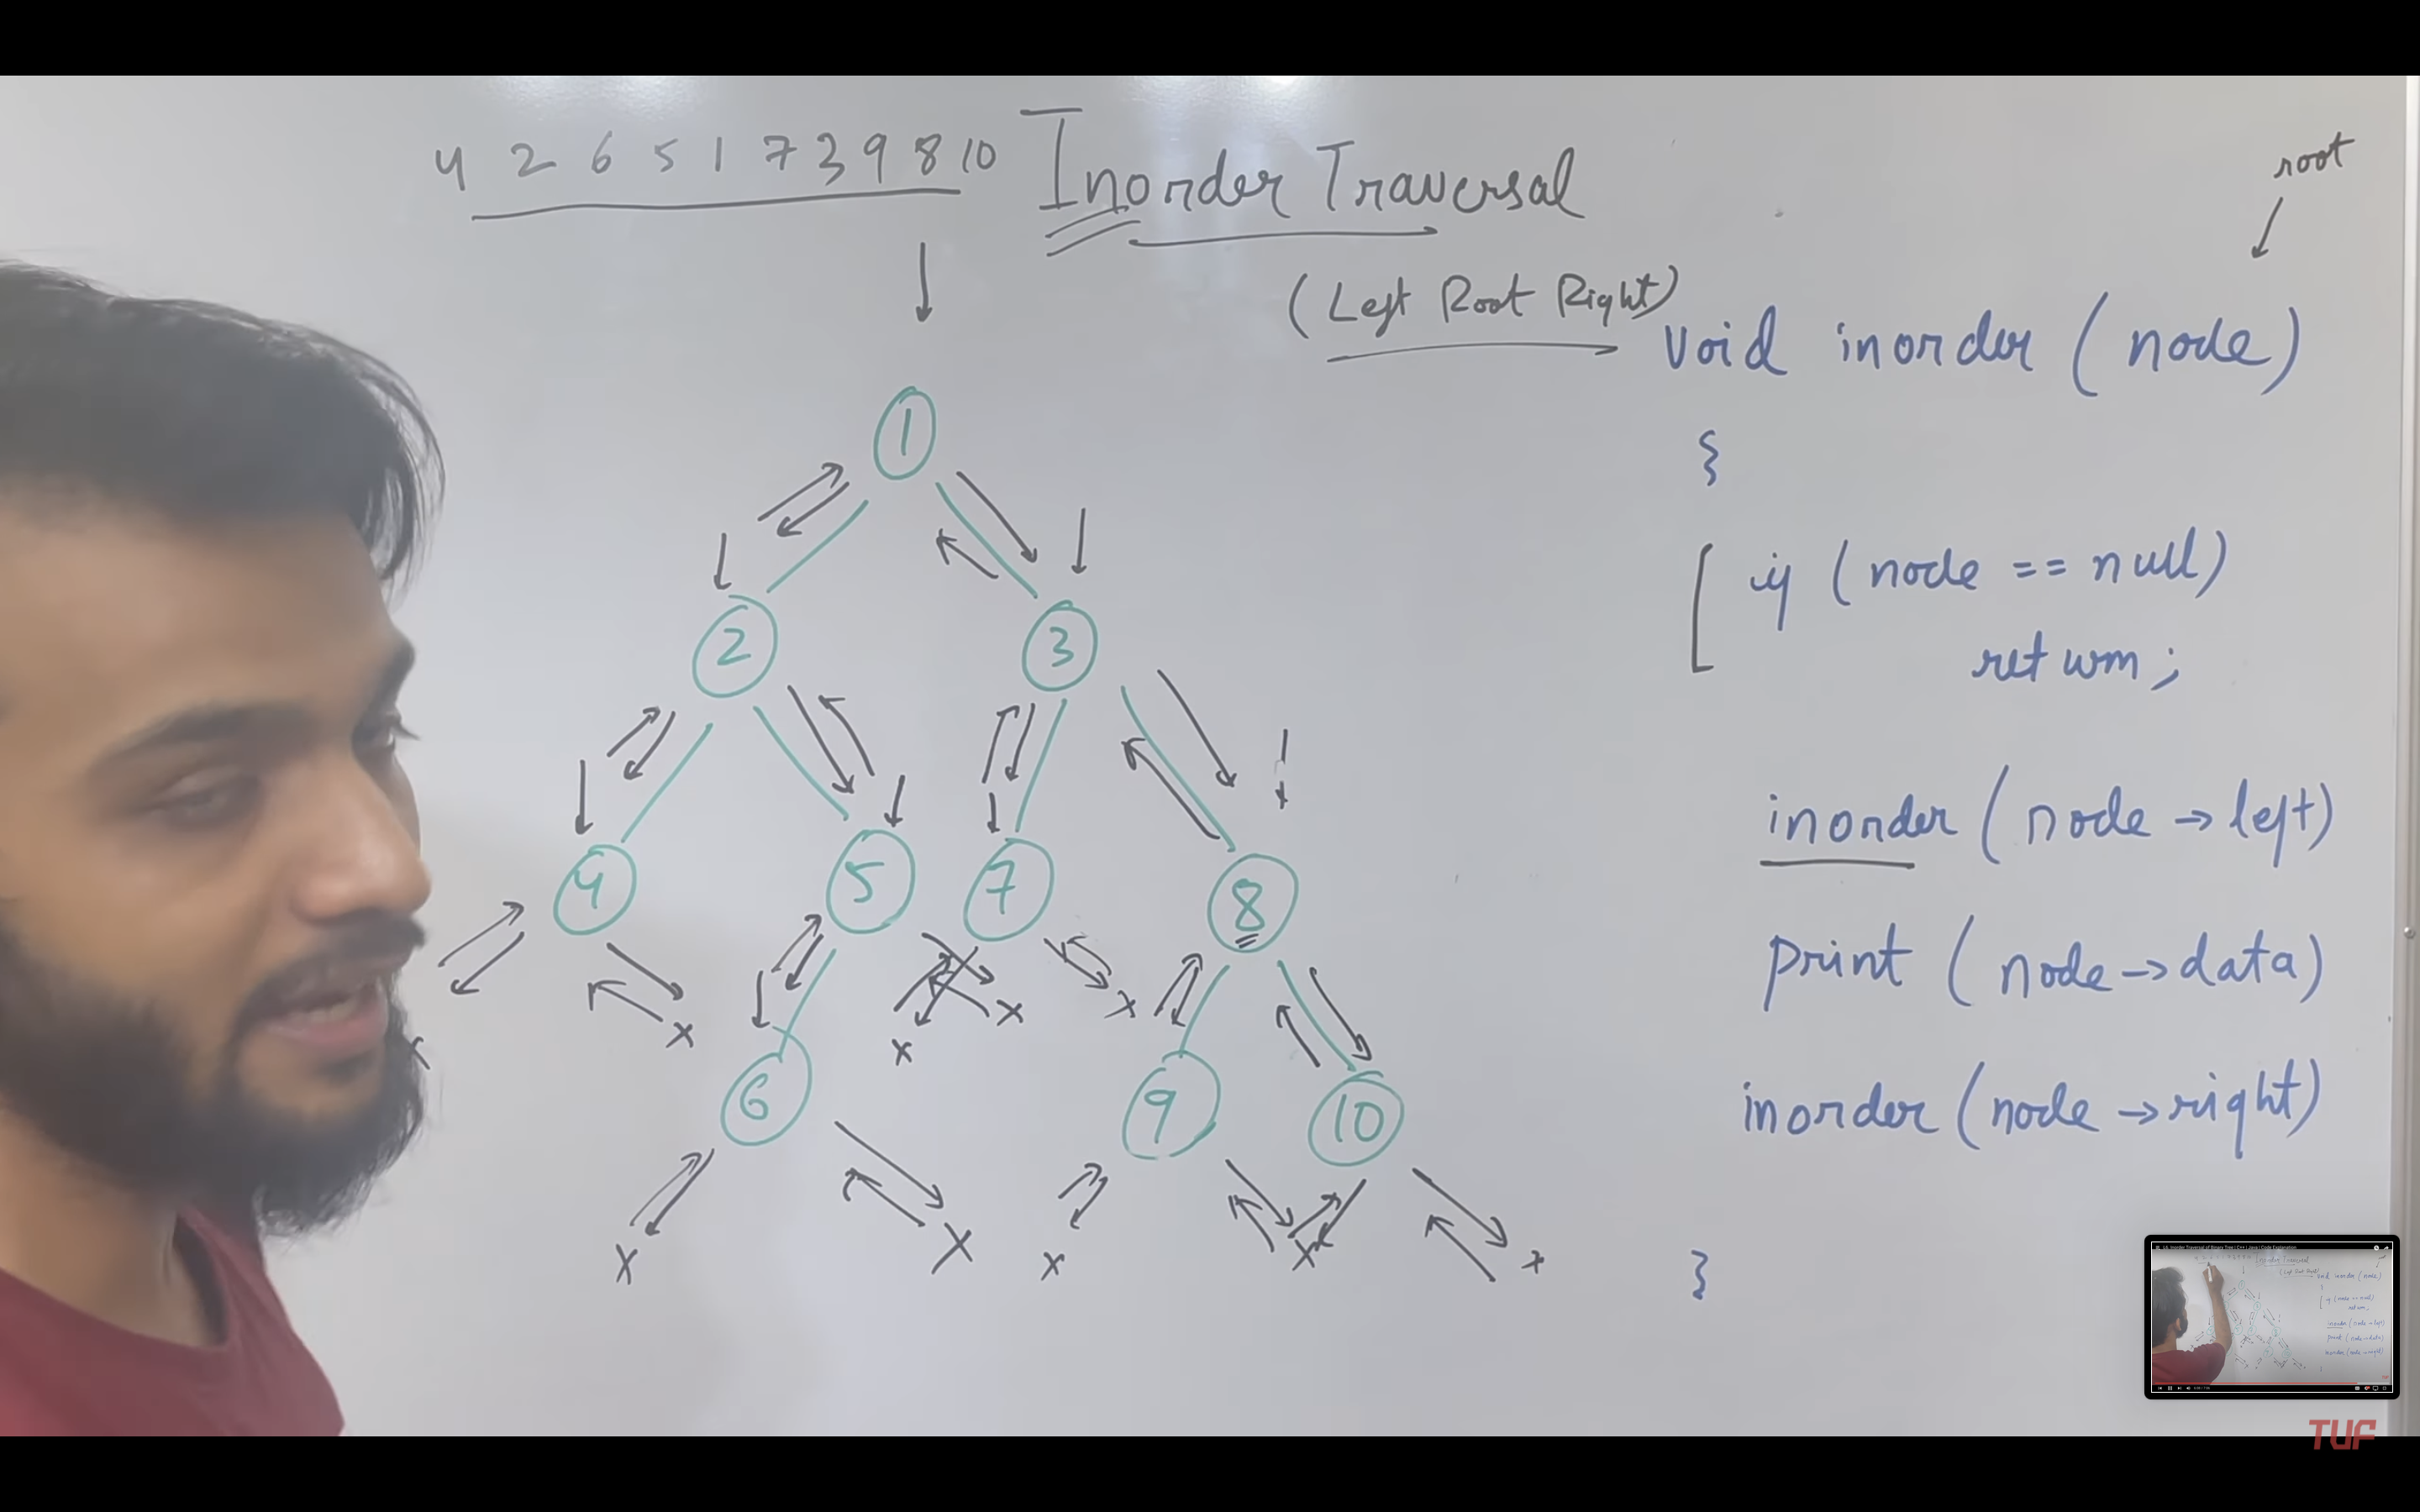 4 2 6 5 1 7 3 9 8 10
Inorder Traversal
(Left Root Right)
root
void inorder (node)
{
if (node == null)
return;
inorder (node → left)
print (node → data)
inorder (node → right)
}
1
2 3
4 5 7 8
x x x x x
6 9 10
x x x x x
TUF